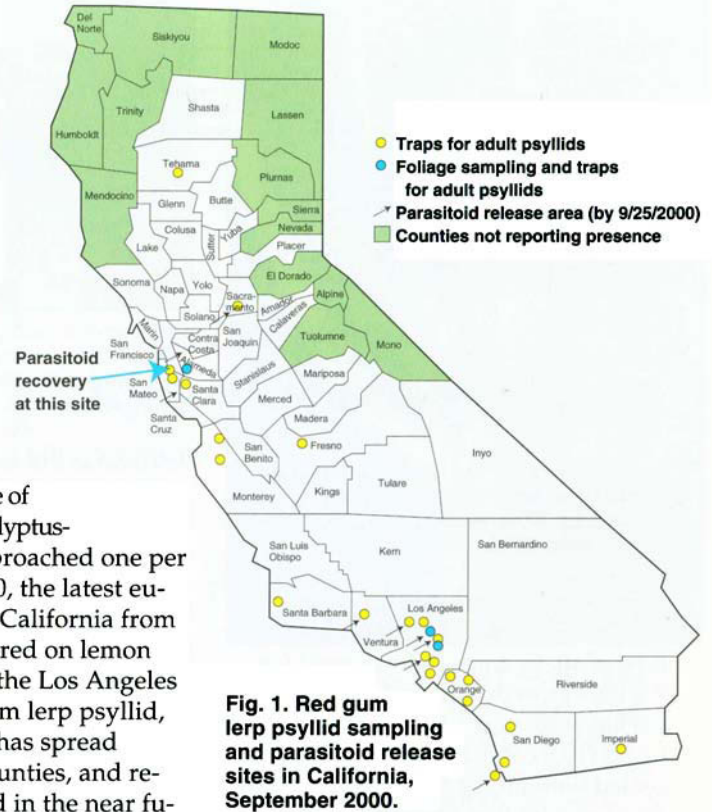 Del
Norte
Siskiyou
Modoc
Trinity
Shasta
Lassen
Humboldt
Tehama
Plumas
Mendocino
Glenn
Butte
Sierra
Colusa
Sutter
Yuba
Nevada
Placer
Lake
El Dorado
Sonoma
Napa
Yolo
Sacra-
mento
Amador
Alpine
Solano
Calaveras
Marin
Contra
Costa
San
Joaquin
Tuolumne
Mono
San
Francisco
Alameda
Stanislaus
Mariposa
San
Mateo
Santa
Clara
Merced
Santa
Cruz
Madera
San
Benito
Fresno
Inyo
Monterey
Kings
Tulare
San Luis
Obispo
Kern
San Bernardino
Santa Barbara
Ventura
Los Angeles
Orange
Riverside
San Diego
Imperial
Traps for adult psyllids
Foliage sampling and traps
for adult psyllids
Parasitoid release area (by 9/25/2000)
Counties not reporting presence
Parasitoid
recovery
at this site
e of
lyptus-
proached one per
0, the latest eu-
California from
ered on lemon
the Los Angeles
m lerp psyllid,
has spread
unties, and re-
d in the near fu-
Fig. 1. Red gum
lerp psyllid sampling
and parasitoid release
sites in California,
September 2000.